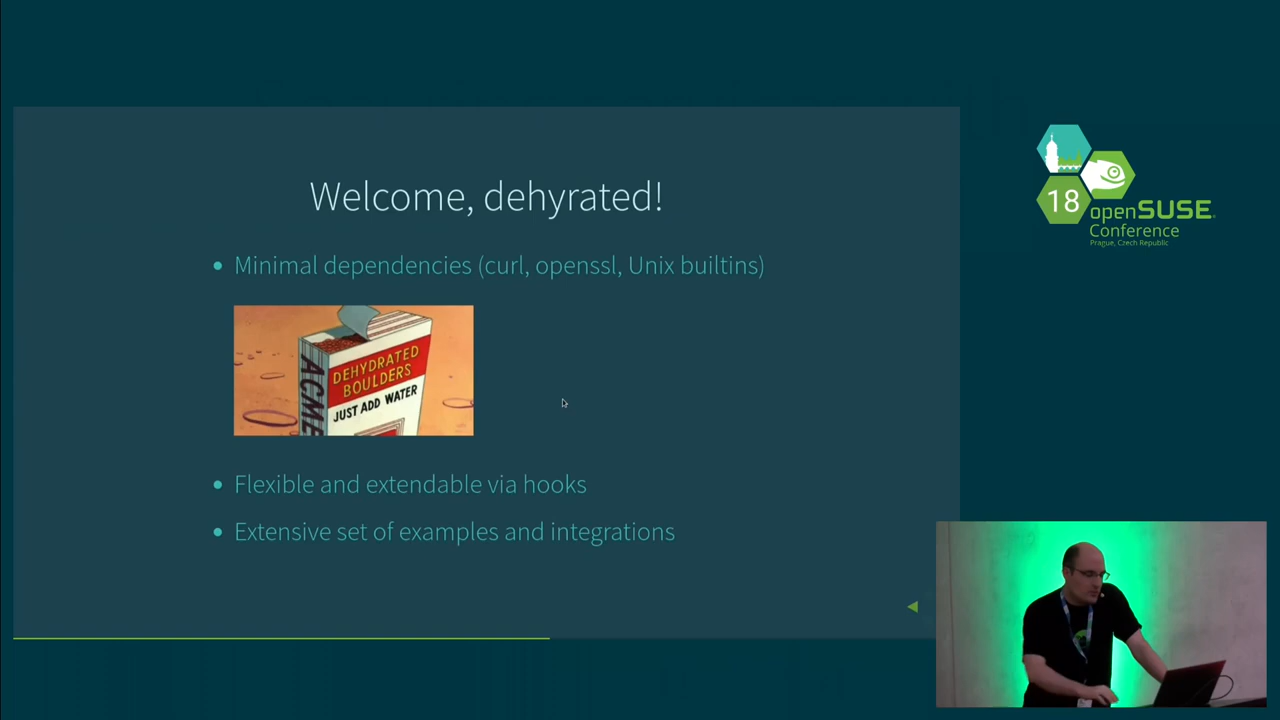 Welcome, dehyrated!
Minimal dependencies (curl, openssl, Unix builtins)
ACME
DEHYDRATED
BOULDERS
JUST ADD WATER
Flexible and extendable via hooks
Extensive set of examples and integrations
18
openSUSE
Conference
Prague, Czech Republic